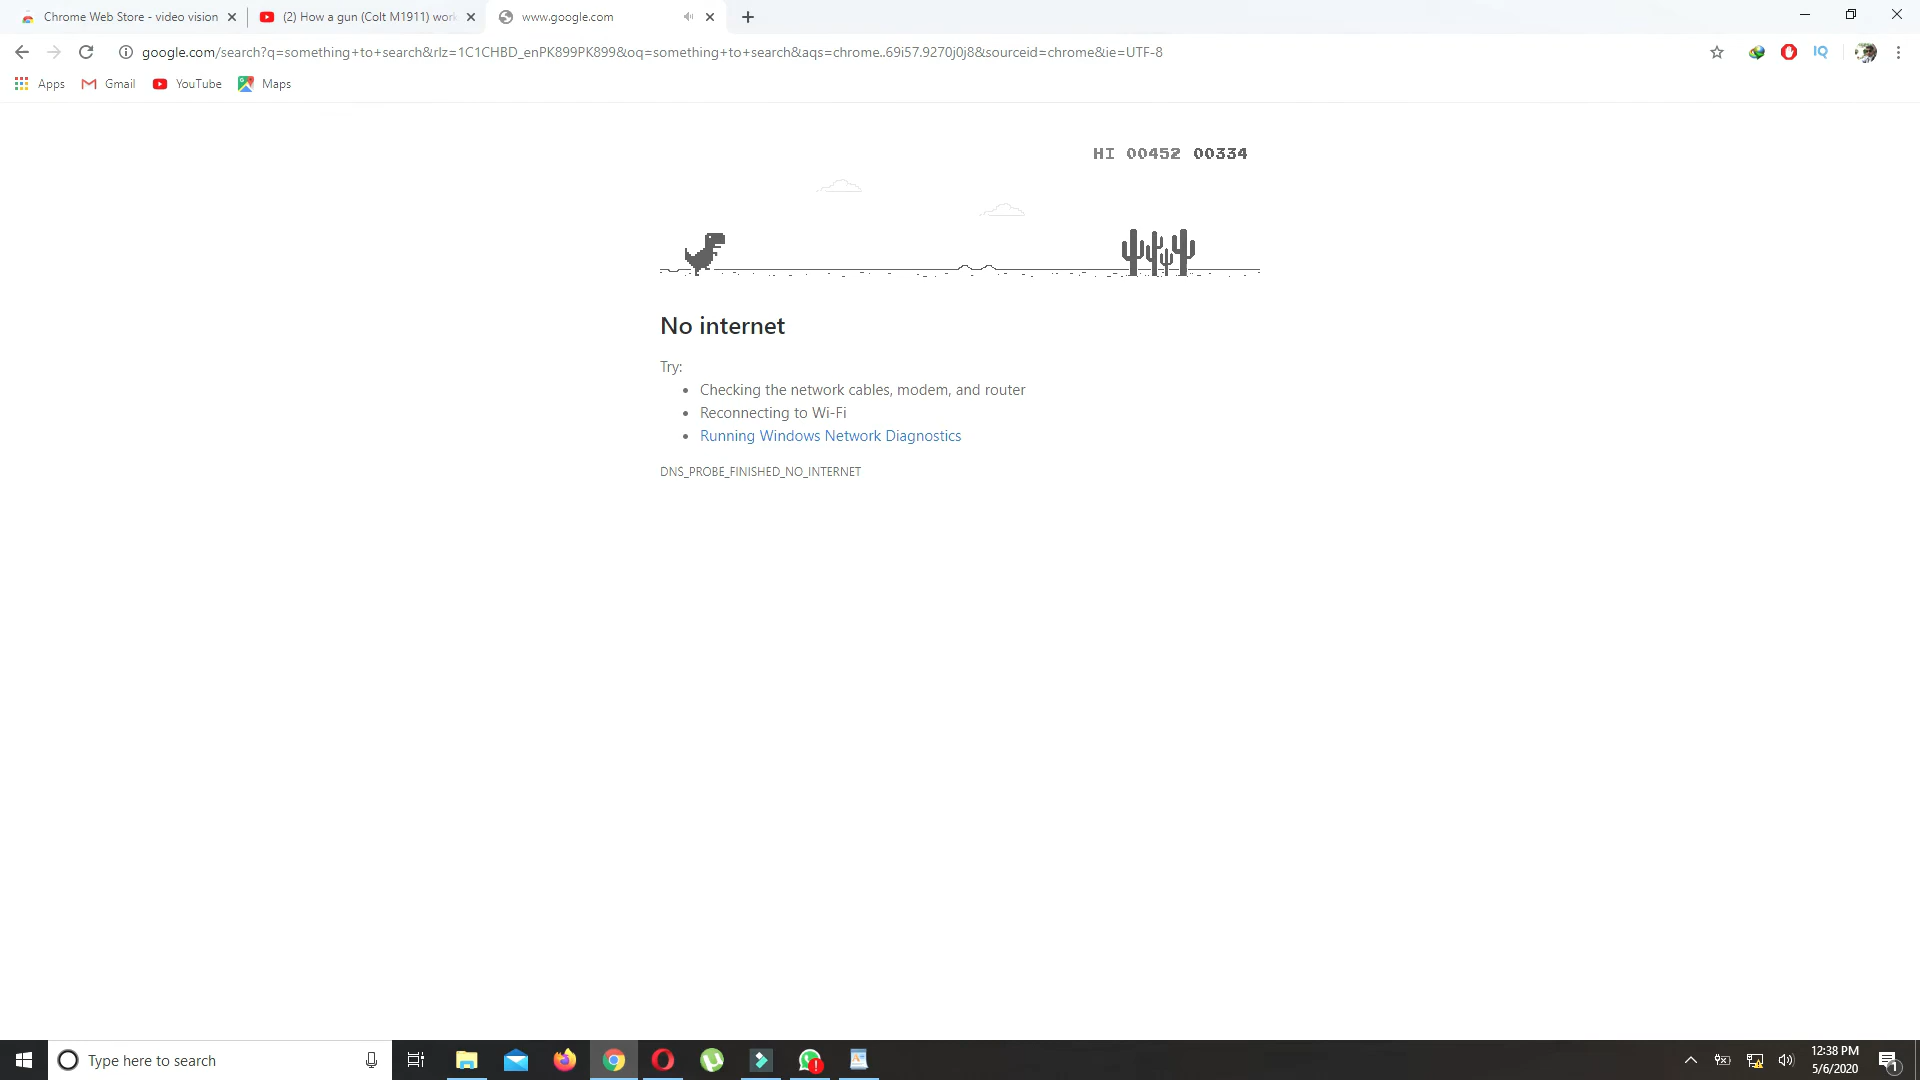 Chrome Web Store - video vision
(2) How a gun (Colt M1911) work
www.google.com
google.com/search?q=something+to+search&rlz=1C1CHBD_enPK899PK899&oq=something+to+search&aqs=chrome..69i57.9270j0j8&sourceid=chrome&ie=UTF-8
IQ
Apps
Gmail
YouTube
Maps
HI 00452 00334
No internet
Try:
• Checking the network cables, modem, and router
• Reconnecting to Wi-Fi
• Running Windows Network Diagnostics
DNS_PROBE_FINISHED_NO_INTERNET
Type here to search
12:38 PM
5/6/2020
1